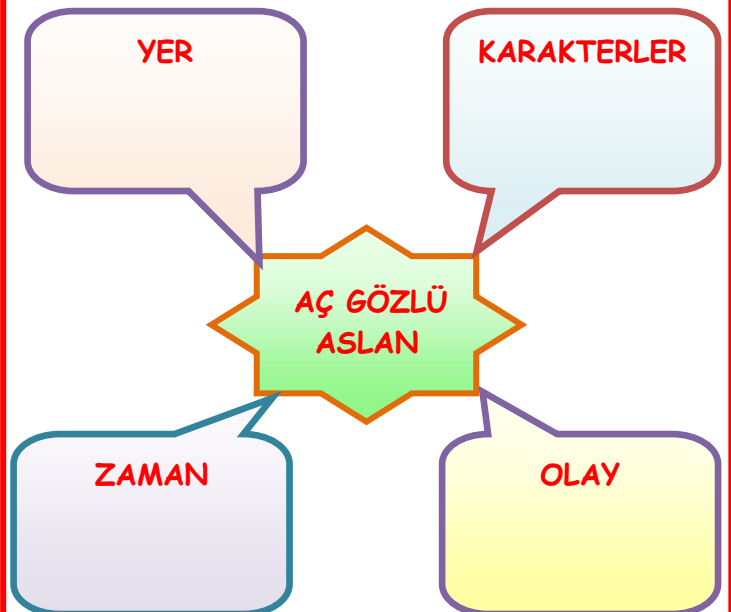 YER
KARAKTERLER
AÇ GÖZLÜ
ASLAN
ZAMAN
OLAY